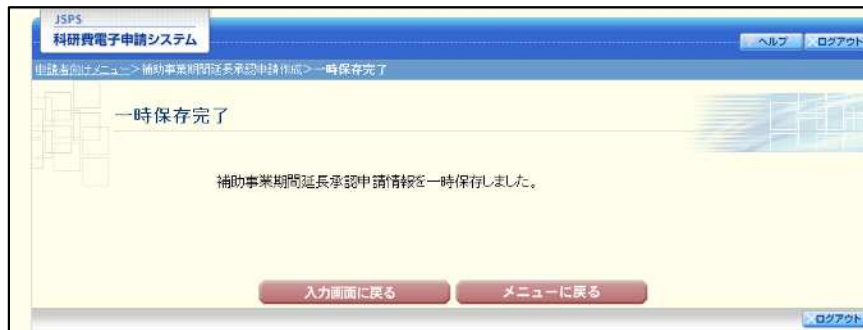 JSPS
科研費電子申請システム
ヘルプ ログアウト
申請者向けメニュー>補助事業期間延長承認申請作成>一時保存完了
一時保存完了
補助事業期間延長承認申請情報を一時保存しました。
入力画面に戻る メニューに戻る
ログアウト